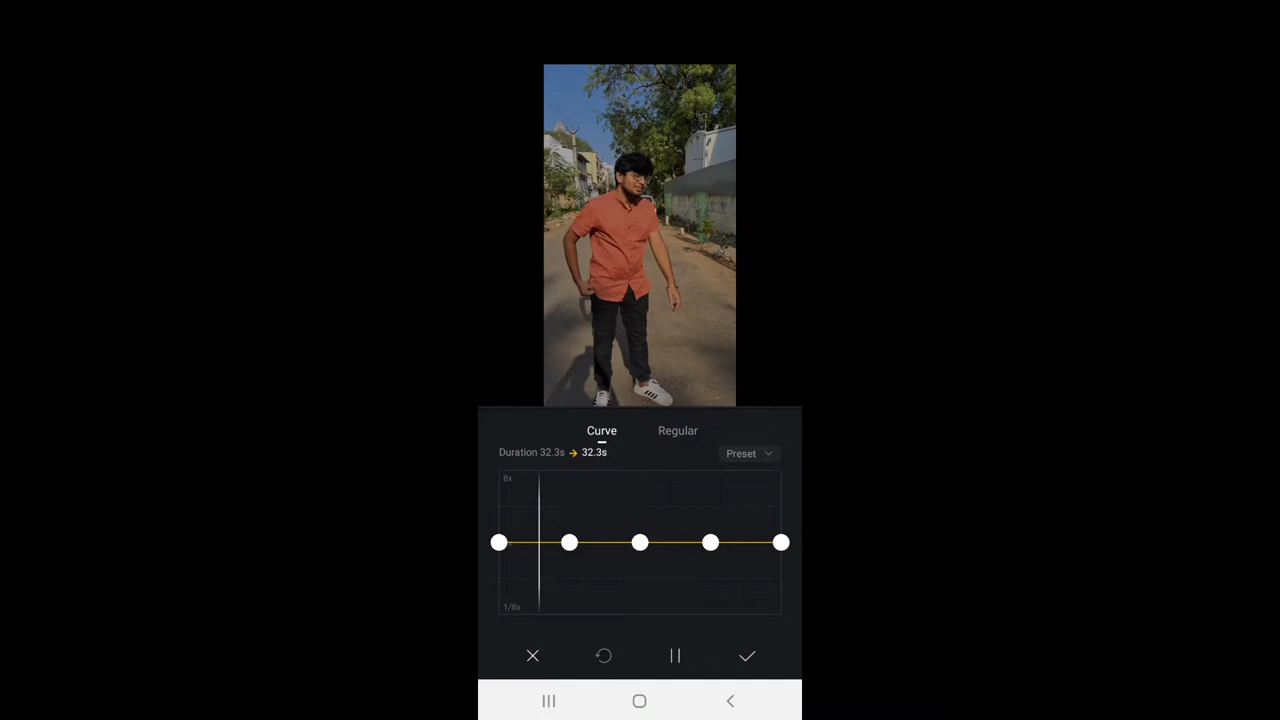 Curve Regular
Duration 32.3s → 32.3s Preset
8x
1/8x